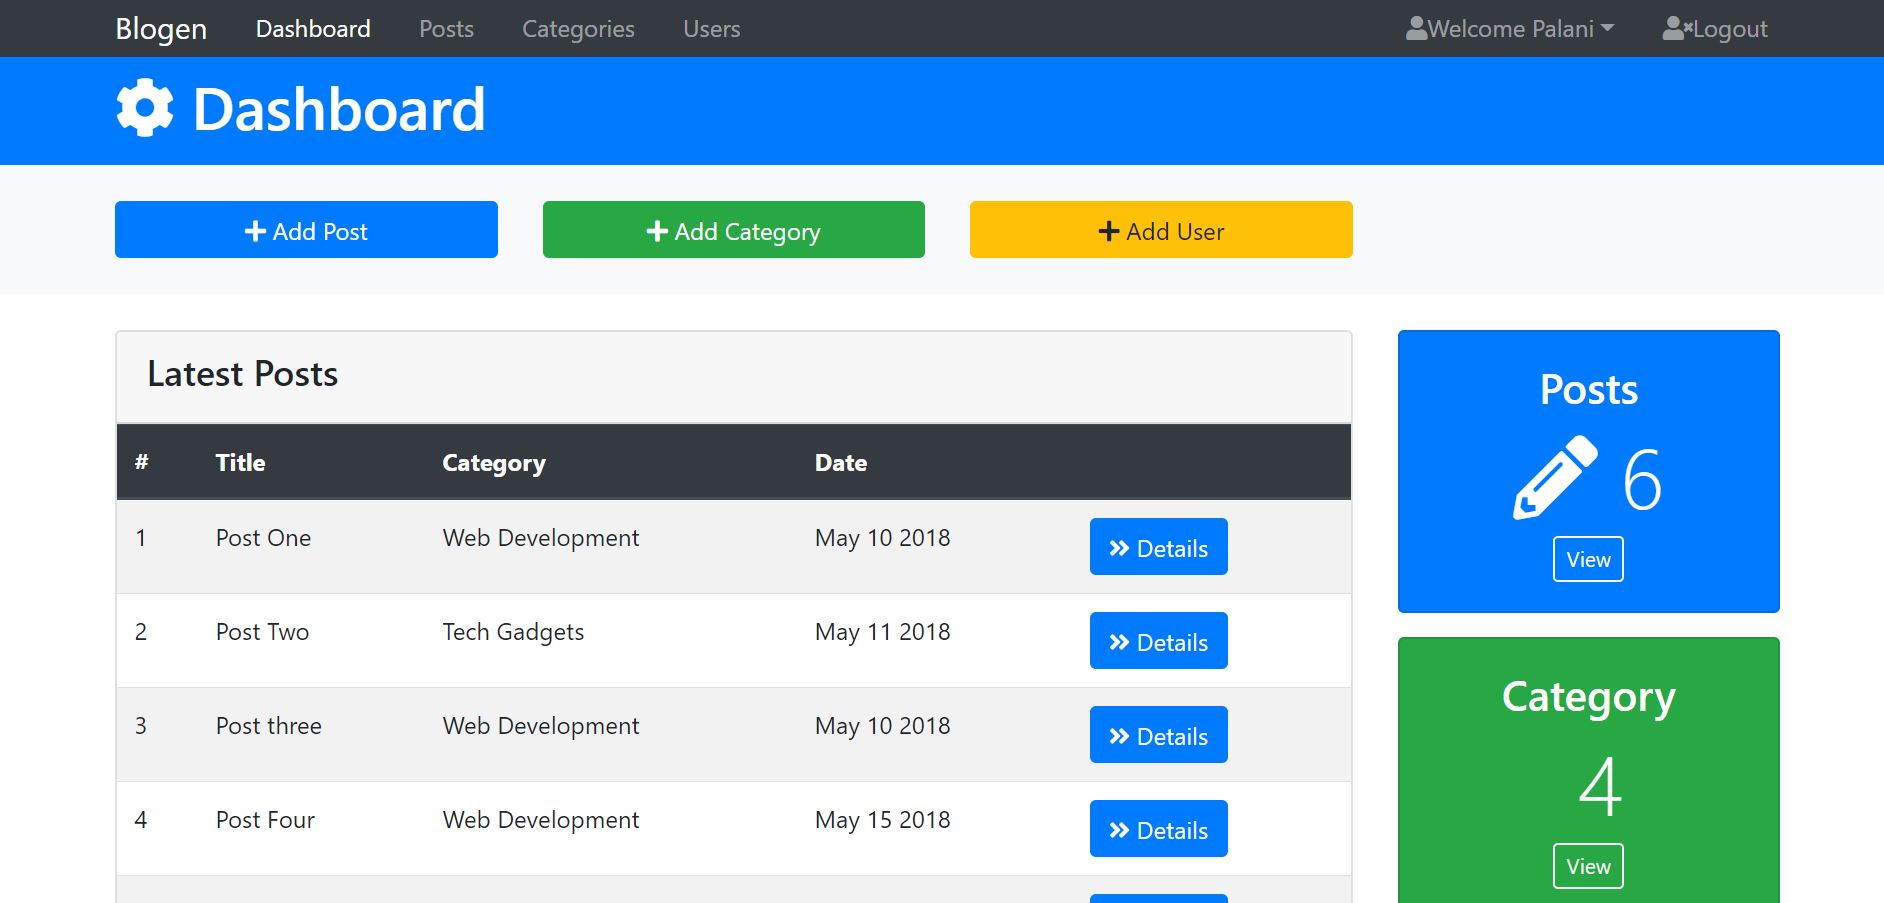 Blogen Dashboard Posts Categories Users Welcome Palani Logout
Dashboard
Add Post Add Category Add User
Latest Posts
# Title Category Date
1 Post One Web Development May 10 2018 Details
2 Post Two Tech Gadgets May 11 2018 Details
3 Post three Web Development May 10 2018 Details
4 Post Four Web Development May 15 2018 Details
Posts
6
View
Category
4
View